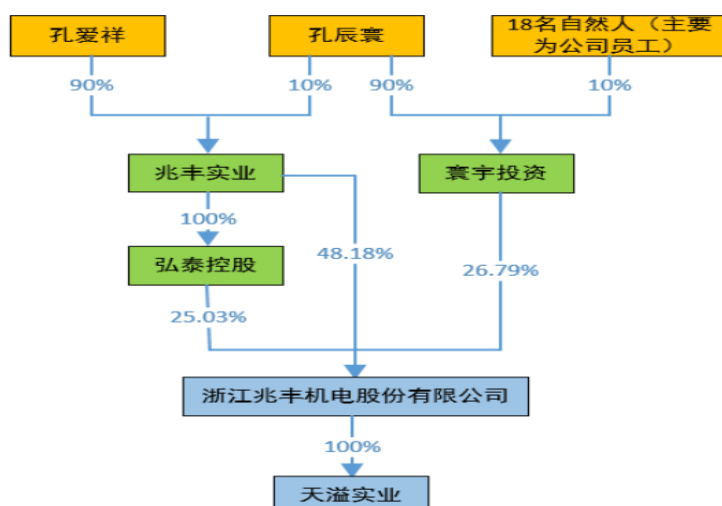 孔爱祥
孔辰寰
18名自然人（主要
为公司员工）
90%
10%
90%
10%
兆丰实业
寰宇投资
100%
48.18%
26.79%
弘泰控股
25.03%
浙江兆丰机电股份有限公司
100%
天溢实业